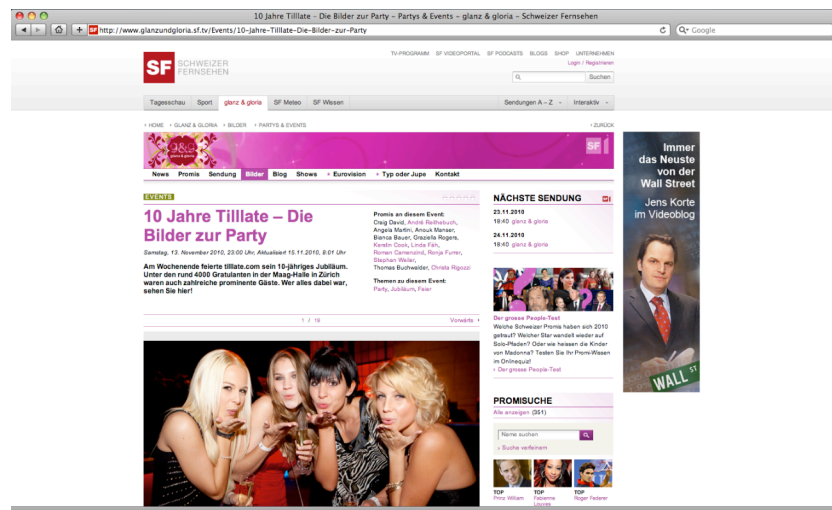 10 Jahre Tilllate – Die Bilder zur Party – Partys & Events – glanz & gloria – Schweizer Fernsehen
http://www.glanzundgloria.sf.tv/Events/10-Jahre-Tilllate-Die-Bilder-zur-Party
Google
TV-PROGRAMM SF VIDEOPORTAL SF PODCASTS BLOGS SHOP UNTERNEHMEN
Login / Registrieren
SF SCHWEIZER
FERNSEHEN
Suchen
Tagesschau Sport glanz & gloria SF Meteo SF Wissen Sendungen A – Z Interaktiv
HOME GLANZ & GLORIA BILDER PARTYS & EVENTS ZURÜCK
g&g
glanz & gloria
SF 1
News Promis Sendung Bilder Blog Shows + Eurovision + Typ oder Jupe Kontakt
EVENTS
10 Jahre Tilllate – Die
Bilder zur Party
Samstag, 13. November 2010, 23:00 Uhr, Aktualisiert 15.11.2010, 8:01 Uhr
Am Wochenende feierte tillate.com sein 10-jähriges Jubiläum.
Unter den rund 4000 Gratulanten in der Maag-Halle in Zürich
waren auch zahlreiche prominente Gäste. Wer alles dabei war,
sehen Sie hier!
Promis an diesem Event:
Craig David, André Reithebuch,
Angela Martini, Anouk Manser,
Bianca Bauer, Graziella Rogers,
Kerstin Cook, Linda Fäh,
Romen Camenzind, Ronja Furrer,
Stephan Weiler,
Thomas Buchwalder, Christa Rigozzi
Themen zu diesem Event:
Party, Jubiläum, Feier
1 / 16 Vorwärts
NÄCHSTE SENDUNG
23.11.2010
18:40 glanz & gloria
24.11.2010
18:40 glanz & gloria
Der grosse People-Test
Welche Schweizer Promis haben sich 2010
getraut? Welcher Star wandelt wieder auf
Solo-Pfaden? Oder wie heissen die Kinder
von Madonna? Testen Sie Ihr Promi-Wissen
im Onlinequiz!
Der grosse People-Test
PROMISUCHE
Alle anzeigen (351)
Name suchen
Suche verfeinern
TOP TOP TOP
Prinz William Fabienne Roger Federer
Louves
Immer
das Neuste
von der
Wall Street
Jens Korte
im Videoblog
WALL ST